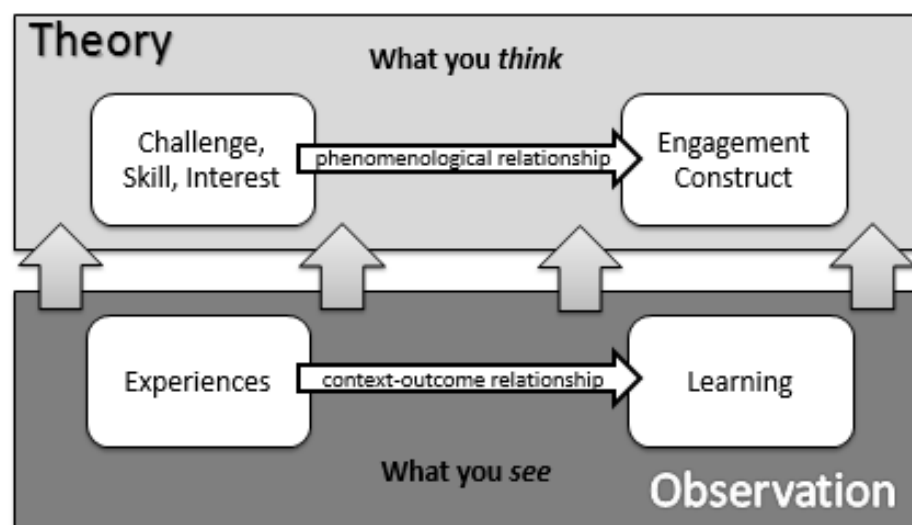 Theory
What you think
Challenge,
Skill, Interest
phenomenological relationship
Engagement
Construct
Experiences
context-outcome relationship
Learning
What you see
Observation